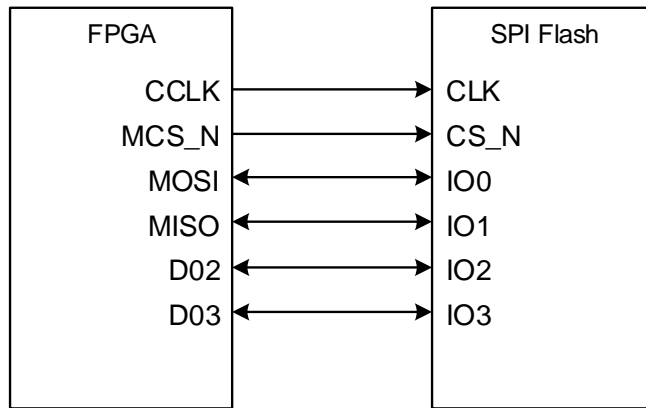 FPGA SPI Flash
CCLK CLK
MCS_N CS_N
MOSI IO0
MISO IO1
D02 IO2
D03 IO3